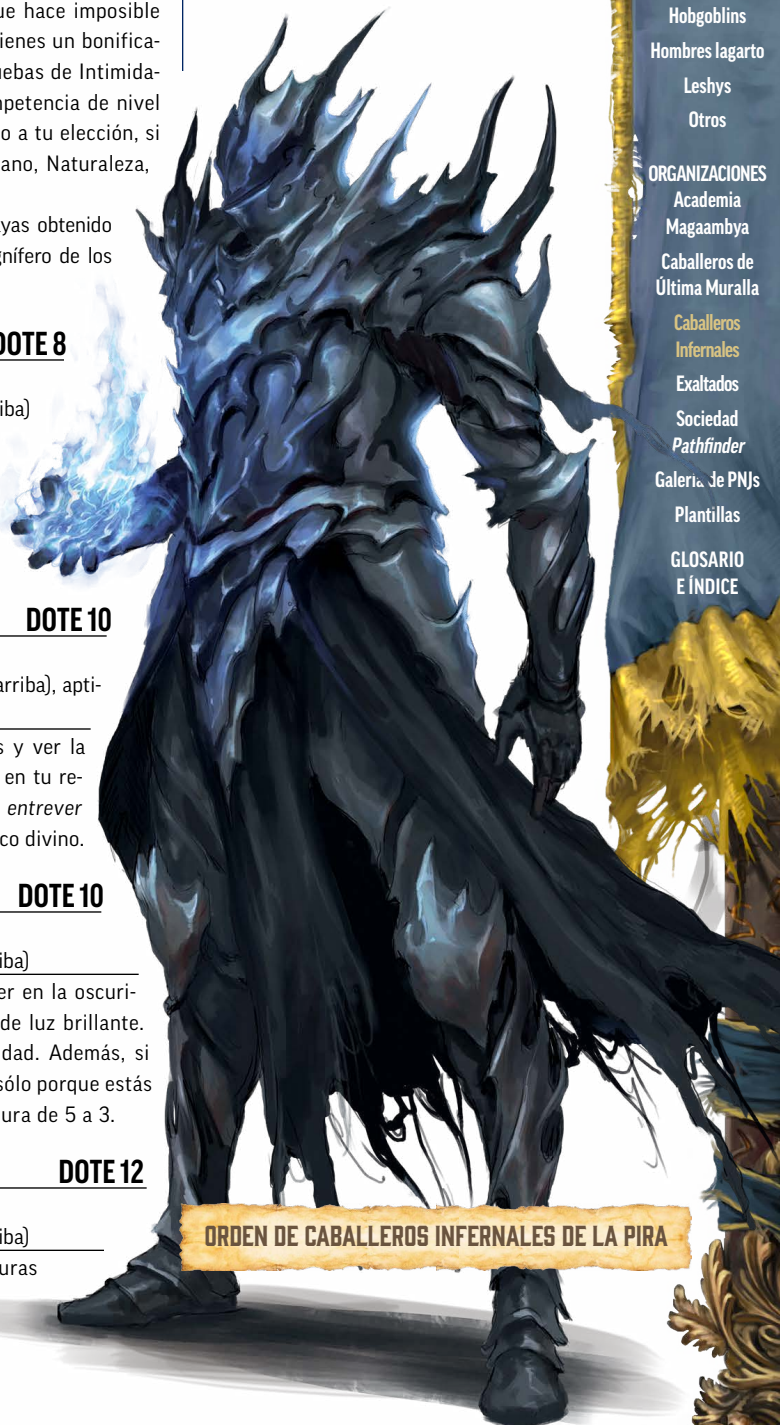 ue hace imposible
ienes un bonifica-
uebas de Intimida-
mpetencia de nivel
o a tu elección, si
ano, Naturaleza,
yas obtenido
gnífero de los
DOTE 8
iba)
DOTE 10
arriba), apti-
s y ver la
en tu re-
entrever
co divino.
DOTE 10
iba)
er en la oscuri-
de luz brillante.
dad. Además, si
sólo porque estás
ura de 5 a 3.
DOTE 12
iba)
uras
ORDEN DE CABALLEROS INFERNALES DE LA PIRA
Hobgoblins
Hombres lagarto
Leshys
Otros
ORGANIZACIONES
Academia
Magaambya
Caballeros de
Última Muralla
Caballeros
Infernales
Exaltados
Sociedad
Pathfinder
Galería de PNJs
Plantillas
GLOSARIO
E ÍNDICE